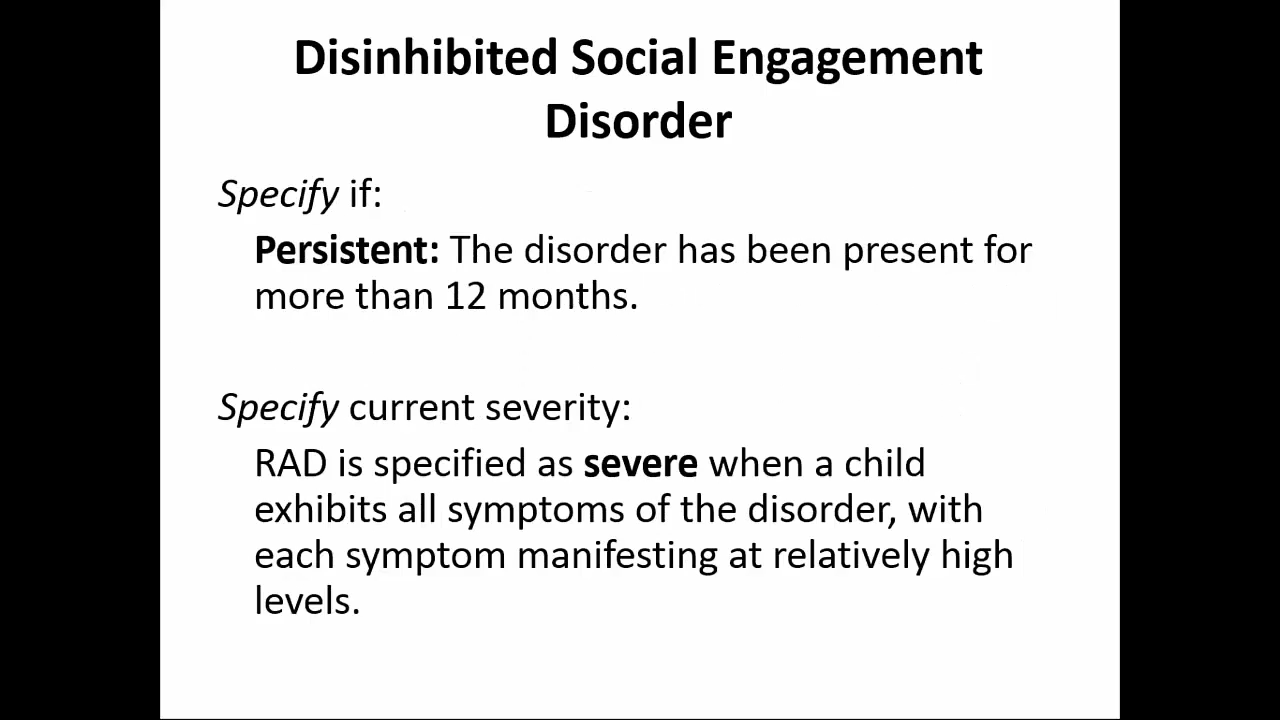 Disinhibited Social Engagement
Disorder
Specify if:
Persistent: The disorder has been present for
more than 12 months.
Specify current severity:
RAD is specified as severe when a child
exhibits all symptoms of the disorder, with
each symptom manifesting at relatively high
levels.